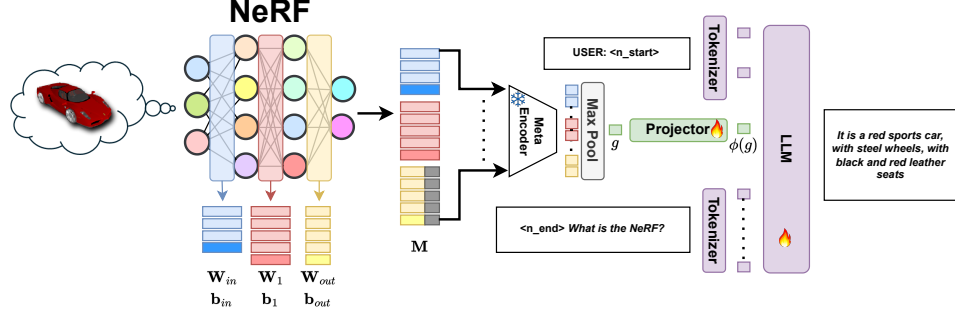 NeRF
W_in
b_in
W_1
b_1
W_out
b_out
M
Meta
Encoder
Max Pool
g
Projector
ϕ(g)
USER: <n_start>
Tokenizer
<n_end> What is the NeRF?
Tokenizer
LLM
It is a red sports car,
with steel wheels, with
black and red leather
seats